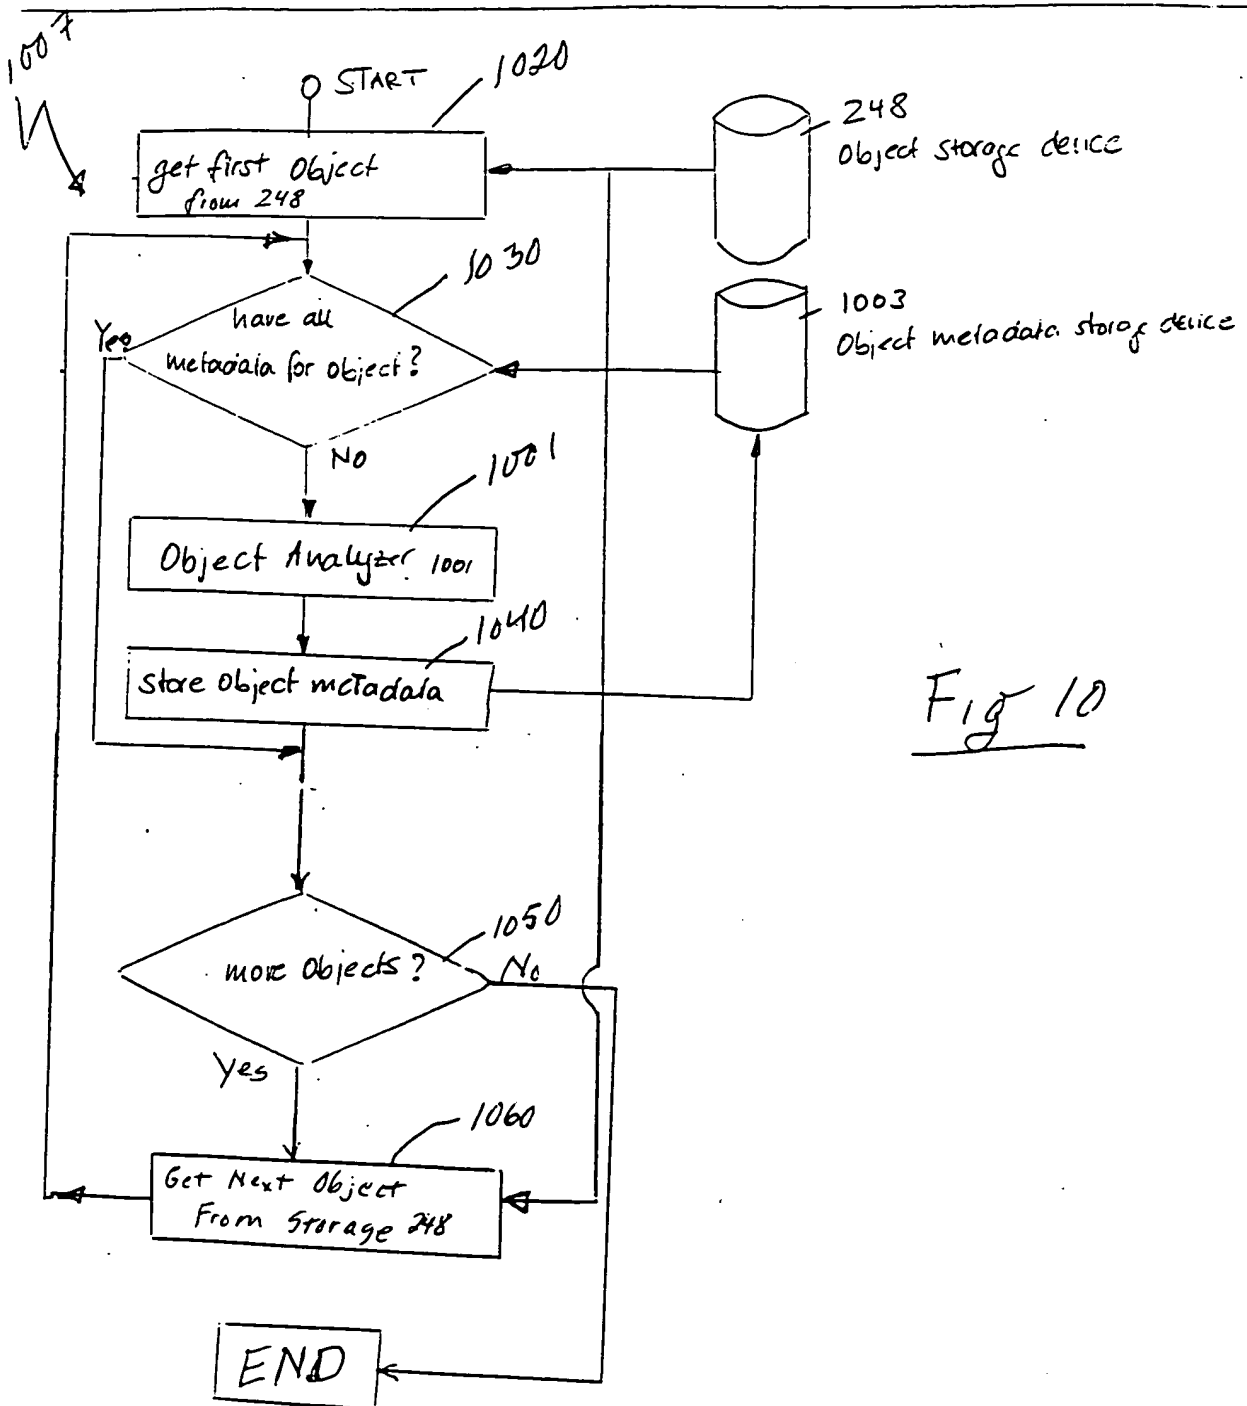 1007
START
1020
get first Object
from 248
248
Object storage device
1030
have all
metadata for object?
Yes
1003
Object metadata storage device
No
1001
Object Analyzer 1001
1040
Store Object metadata
Fig 10
1050
more Objects?
No
Yes
1060
Get Next Object
From Storage 248
END